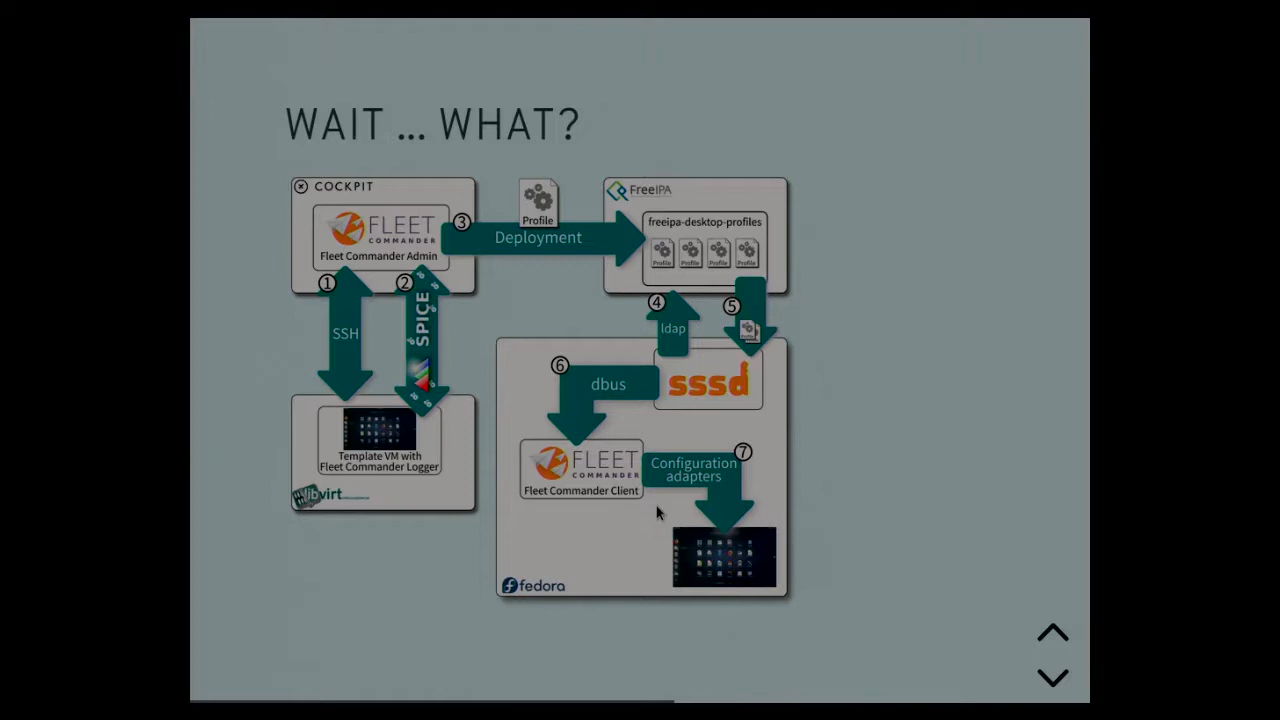 WAIT ... WHAT?
COCKPIT
FLEET
COMMANDER
Fleet Commander Admin
③
Profile
Deployment
FreeIPA
freeipa-desktop-profiles
Profile Profile Profile Profile
①
②
SSH
SPICE
④
ldap
⑤
⑥
dbus
sssd
Template VM with
Fleet Commander Logger
libvirt
FLEET
COMMANDER
Fleet Commander Client
⑦
Configuration
adapters
fedora